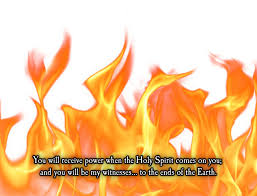 You will receive power when the Holy Spirit comes on you;
and you will be my witnesses... to the ends of the Earth.